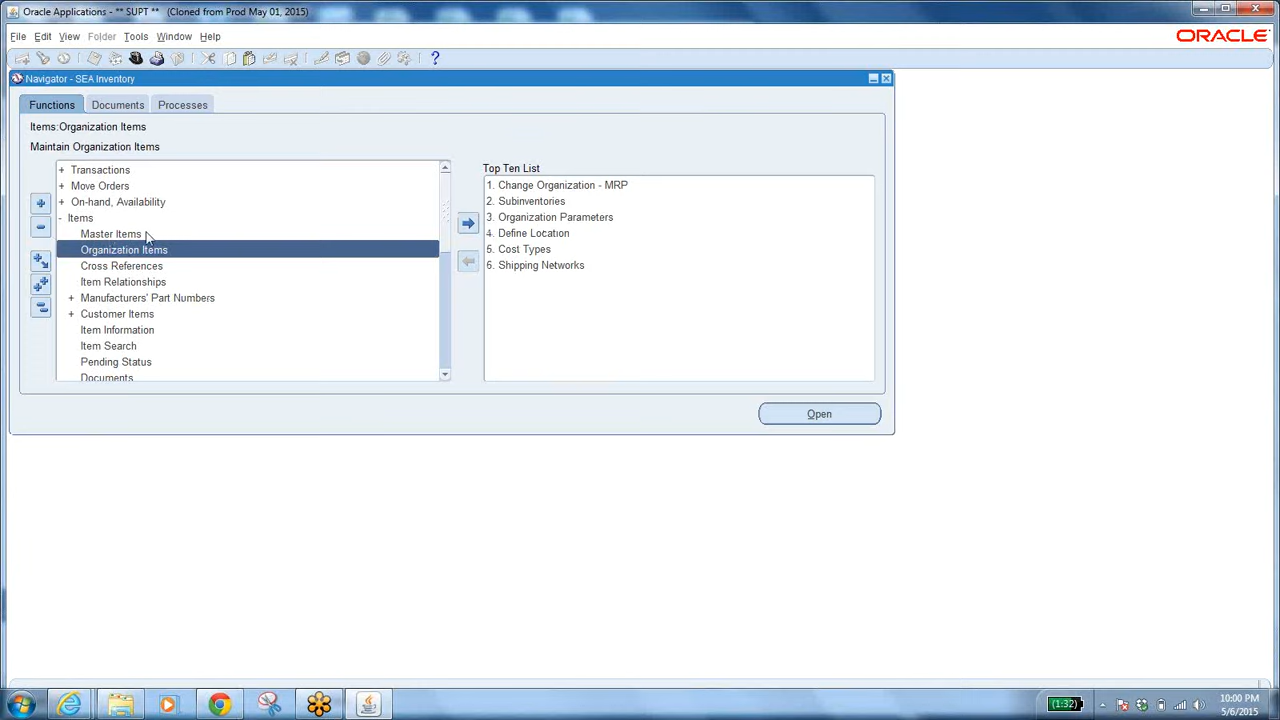 Oracle Applications - ** SUPT ** (Cloned from Prod May 01, 2015)
File Edit View Folder Tools Window Help
ORACLE
Navigator - SEA Inventory
Functions Documents Processes
Items:Organization Items
Maintain Organization Items
+ Transactions
+ Move Orders
+ On-hand, Availability
- Items
Master Items
Organization Items
Cross References
Item Relationships
+ Manufacturers' Part Numbers
+ Customer Items
Item Information
Item Search
Pending Status
Documents
Top Ten List
1. Change Organization - MRP
2. Subinventories
3. Organization Parameters
4. Define Location
5. Cost Types
6. Shipping Networks
Open
(1:32)
10:00 PM
5/6/2015